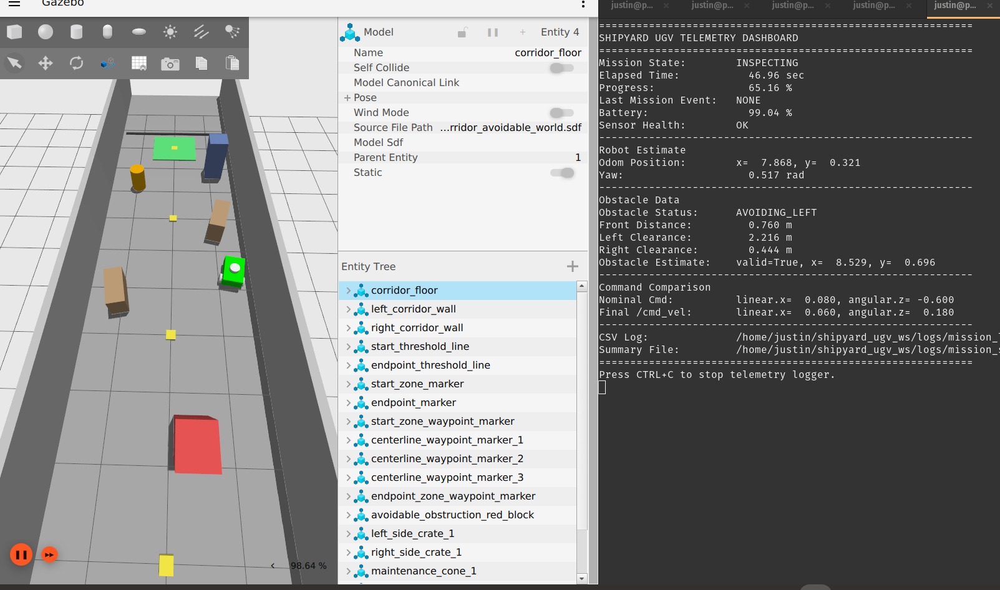 Gazebo
Model
Entity 4
Name corridor_floor
Self Collide
Model Canonical Link
Pose
Wind Mode
Source File Path ...rridor_avoidable_world.sdf
Model Sdf
Parent Entity 1
Static
Entity Tree
corridor_floor
left_corridor_wall
right_corridor_wall
start_threshold_line
endpoint_threshold_line
start_zone_marker
endpoint_marker
start_zone_waypoint_marker
centerline_waypoint_marker_1
centerline_waypoint_marker_2
centerline_waypoint_marker_3
endpoint_zone_waypoint_marker
avoidable_obstruction_red_block
left_side_crate_1
right_side_crate_1
maintenance_cone_1
98.64 %
justin@p... justin@p... justin@p... justin@p... justin@p...
============================================================
SHIPYARD UGV TELEMETRY DASHBOARD
============================================================
Mission State: INSPECTING
Elapsed Time: 46.96 sec
Progress: 65.16 %
Last Mission Event: NONE
Battery: 99.04 %
Sensor Health: OK
------------------------------------------------------------
Robot Estimate
Odom Position: x= 7.868, y= 0.321
Yaw: 0.517 rad
------------------------------------------------------------
Obstacle Data
Obstacle Status: AVOIDING_LEFT
Front Distance: 0.760 m
Left Clearance: 2.216 m
Right Clearance: 0.444 m
Obstacle Estimate: valid=True, x= 8.529, y= 0.696
------------------------------------------------------------
Command Comparison
Nominal Cmd: linear.x= 0.080, angular.z= -0.600
Final /cmd_vel: linear.x= 0.060, angular.z= 0.180
------------------------------------------------------------
CSV Log: /home/justin/shipyard_ugv_ws/logs/mission_
Summary File: /home/justin/shipyard_ugv_ws/logs/mission_s
============================================================
Press CTRL+C to stop telemetry logger.